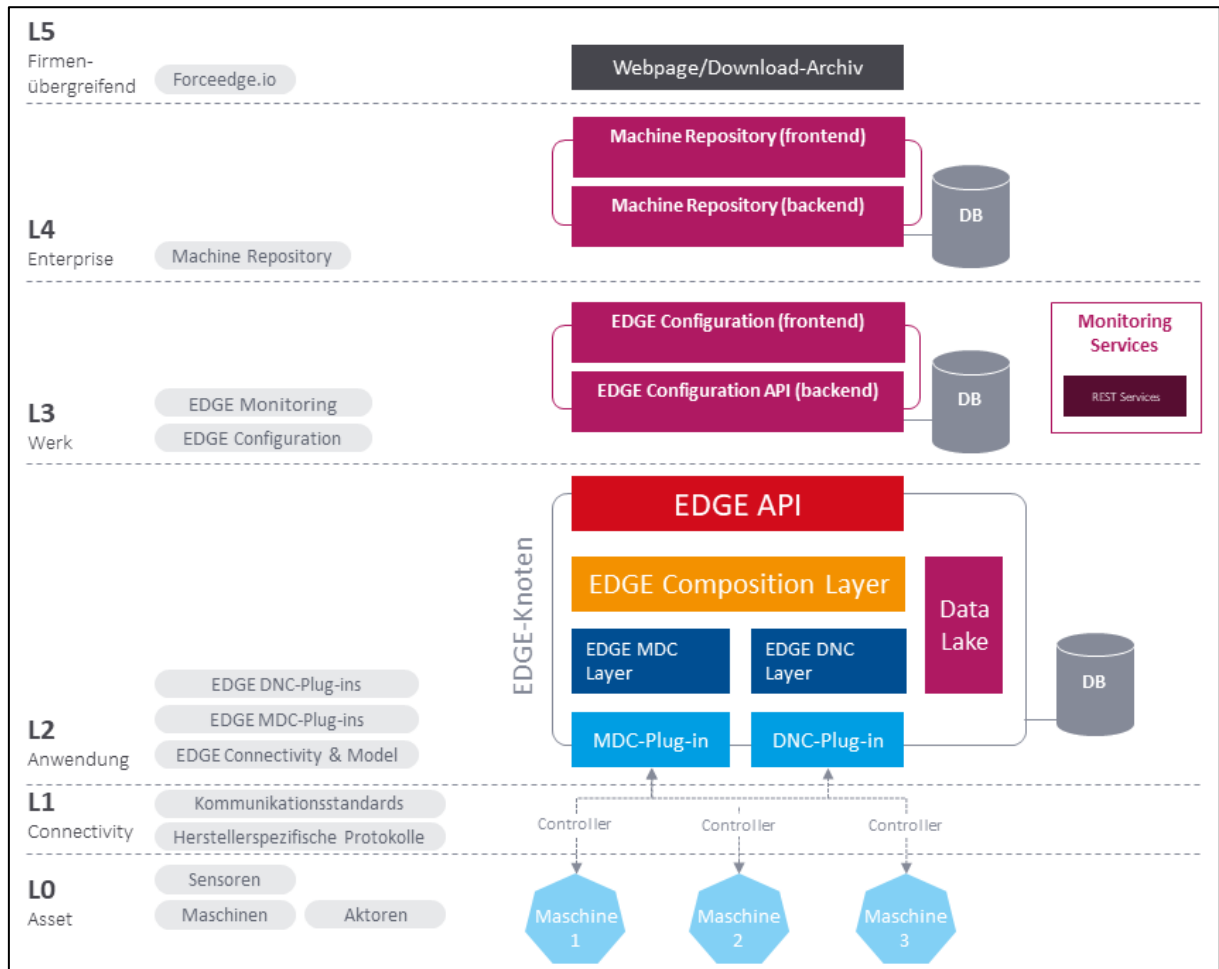 L5
Firmen-
übergreifend
Forceedge.io
Webpage/Download-Archiv
Machine Repository (frontend)
Machine Repository (backend)
DB
L4
Enterprise
Machine Repository
EDGE Configuration (frontend)
EDGE Configuration API (backend)
DB
Monitoring
Services
REST Services
L3
Werk
EDGE Monitoring
EDGE Configuration
EDGE-Knoten
EDGE API
EDGE Composition Layer
EDGE MDC
Layer
EDGE DNC
Layer
Data
Lake
MDC-Plug-in
DNC-Plug-in
DB
L2
Anwendung
EDGE DNC-Plug-ins
EDGE MDC-Plug-ins
EDGE Connectivity & Model
L1
Connectivity
Kommunikationsstandards
Herstellerspezifische Protokolle
Controller
Controller
Controller
L0
Asset
Sensoren
Maschinen
Aktoren
Maschine
1
Maschine
2
Maschine
3